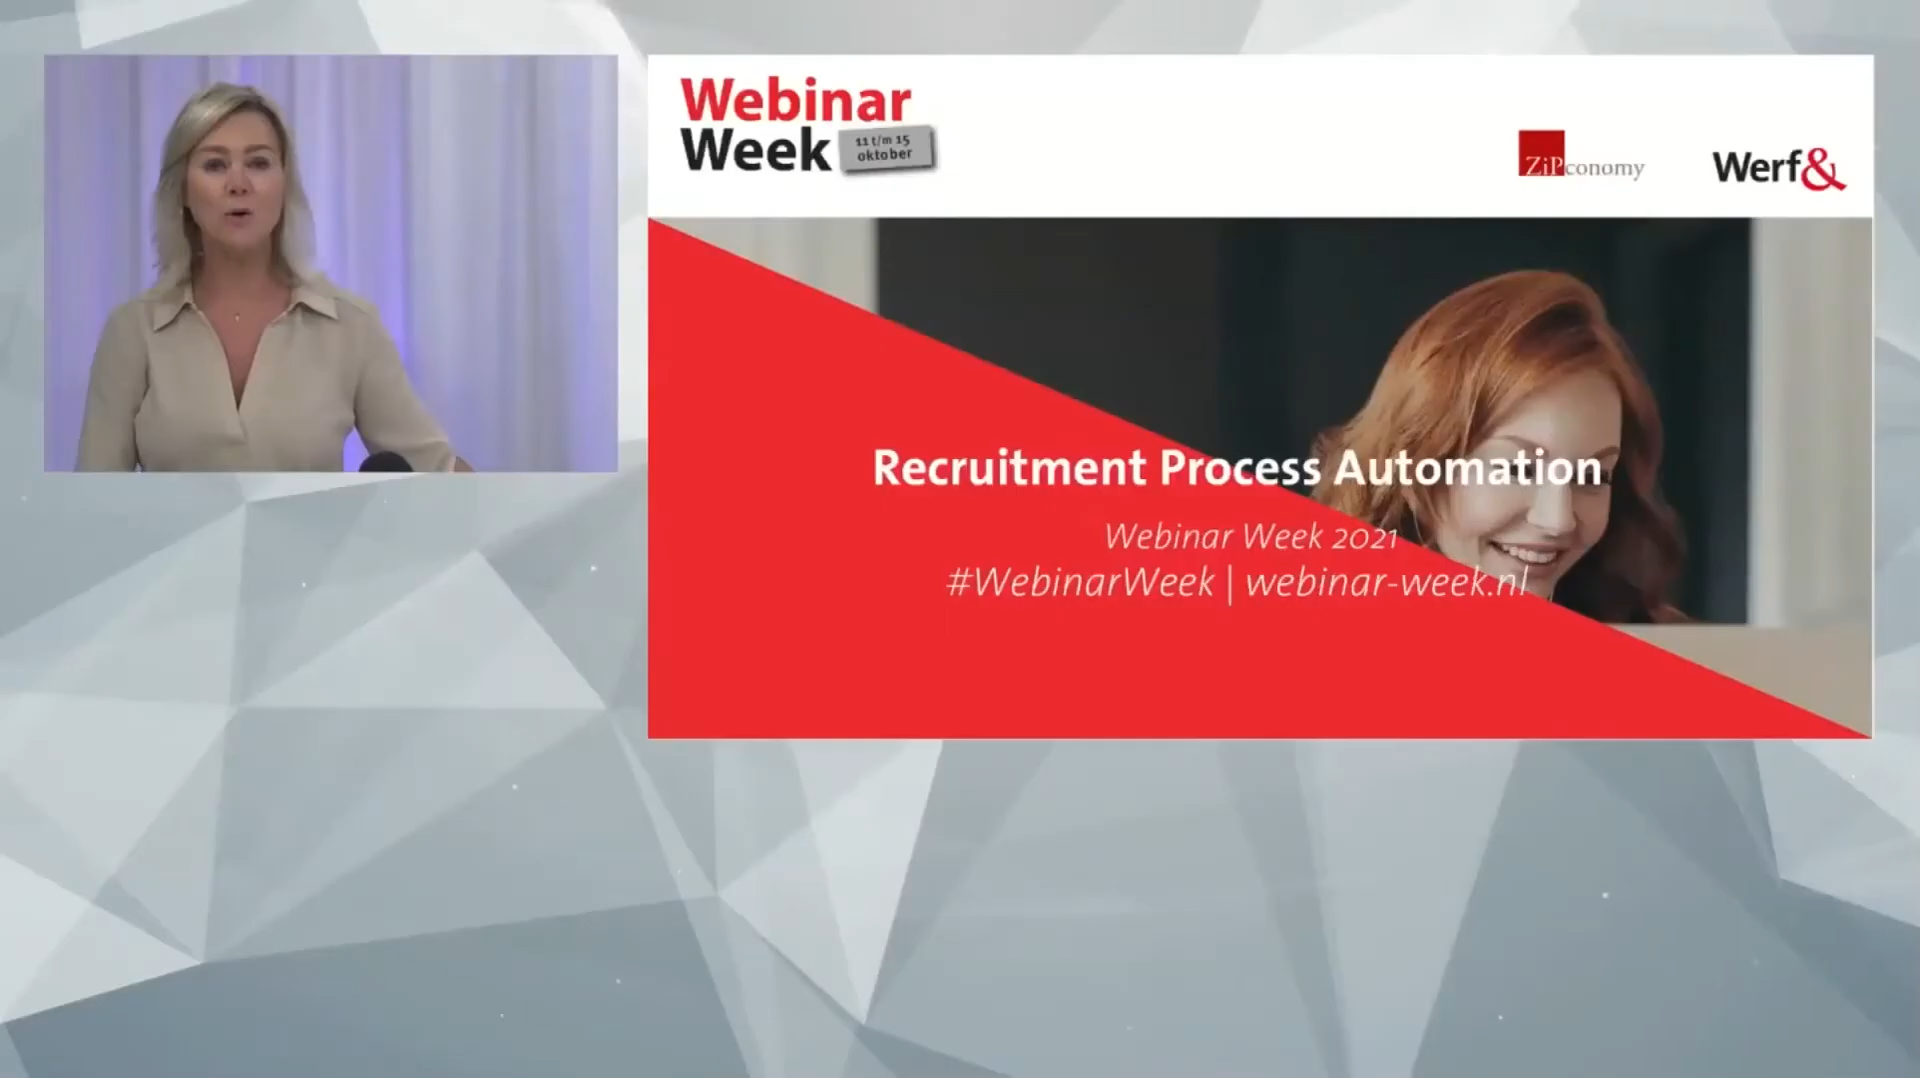 Webinar
Week
11 t/m 15
oktober
ZiPconomy
Werf&
Recruitment Process Automation
Webinar Week 2021
#WebinarWeek | webinar-week.nl